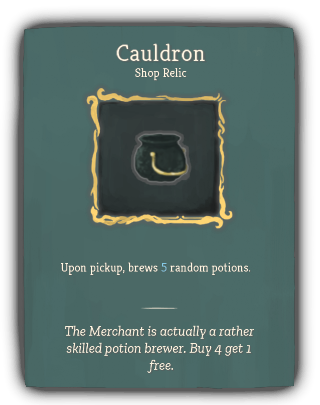 Cauldron
Shop Relic
Upon pickup, brews 5 random potions.
The Merchant is actually a rather
skilled potion brewer. Buy 4 get 1
free.